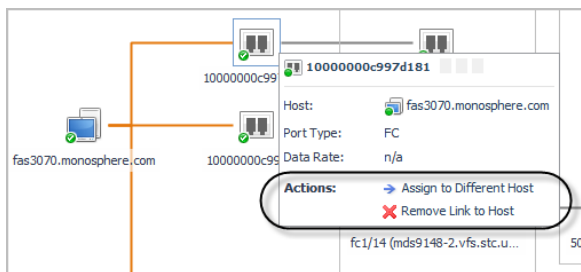 10000000c997d181
10000000c99
Host: fas3070.monosphere.com
Port Type: FC
fas3070.monosphere.com
10000000c99
Data Rate: n/a
Actions: Assign to Different Host
Remove Link to Host
fc1/14 (mds9148-2.vfs.stc.u...
50